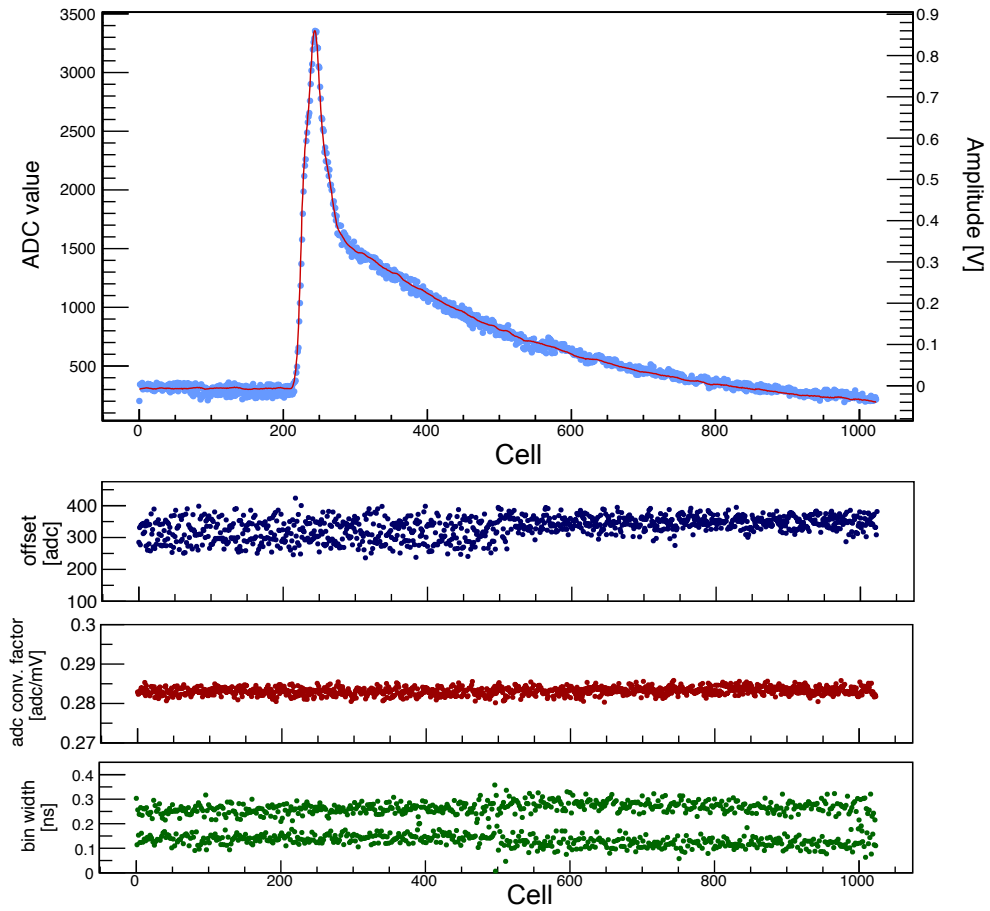 3500
3000
2500
2000
1500
1000
500
ADC value
0.9
0.8
0.7
0.6
0.5
0.4
0.3
0.2
0.1
0
Amplitude [V]
0 200 400 600 800 1000
Cell
400
300
200
100
offset
[adc]
0.3
0.29
0.28
0.27
adc conv. factor
[adc/mV]
0.4
0.3
0.2
0.1
0
bin width
[ns]
0 200 400 600 800 1000
Cell